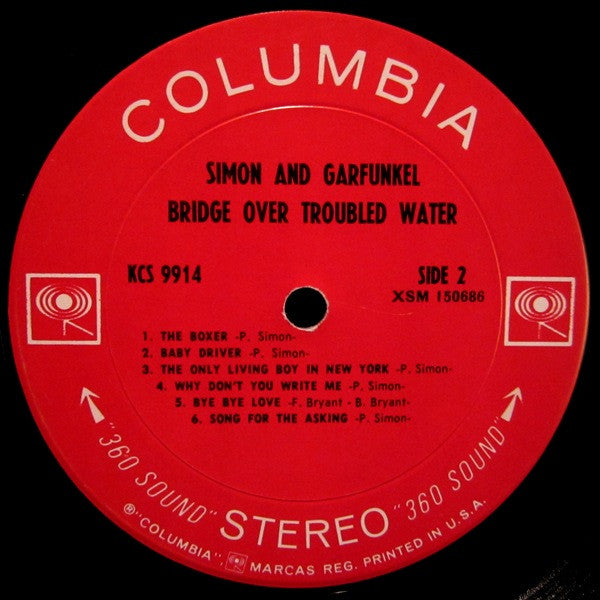 COLUMBIA
SIMON AND GARFUNKEL
BRIDGE OVER TROUBLED WATER
KCS 9914
SIDE 2
XSM 150686
1. THE BOXER -P. Simon-
2. BABY DRIVER -P. Simon-
3. THE ONLY LIVING BOY IN NEW YORK -P. Simon-
4. WHY DON'T YOU WRITE ME -P. Simon-
5. BYE BYE LOVE -F. Bryant - B. Bryant-
6. SONG FOR THE ASKING -P. Simon-
"360 SOUND" STEREO "360 SOUND"
® "COLUMBIA", MARCAS REG. PRINTED IN U.S.A.